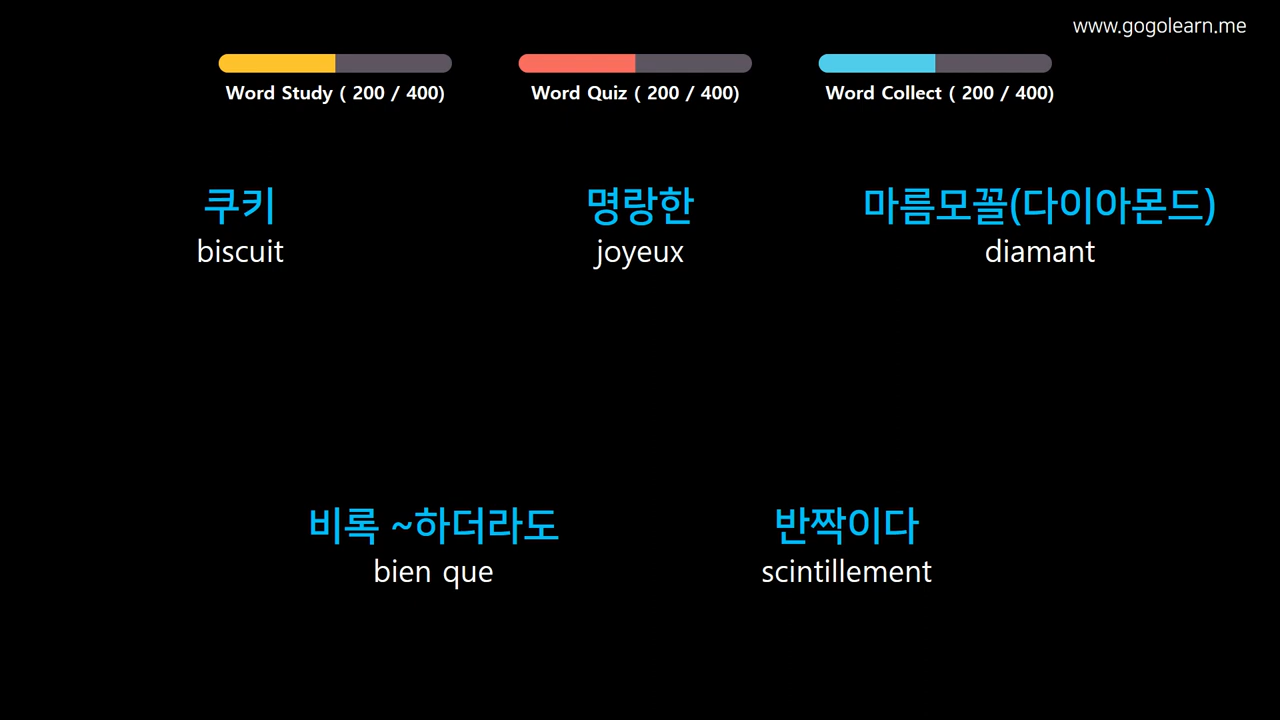 www.gogolearn.me
Word Study ( 200 / 400)
Word Quiz ( 200 / 400)
Word Collect ( 200 / 400)
쿠키
biscuit
명랑한
joyeux
마름모꼴(다이아몬드)
diamant
비록 ~하더라도
bien que
반짝이다
scintillement